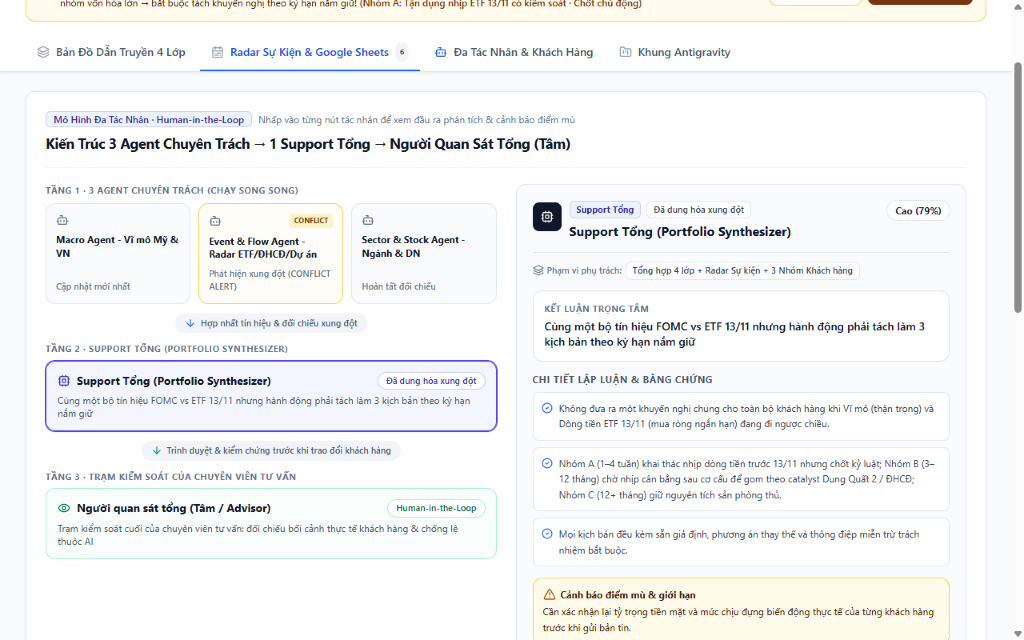 nhóm vốn hóa lớn → bắt buộc tách khuyến nghị theo kỳ hạn nắm giữ! (Nhóm A: Tận dụng nhịp ETF 13/11 có kiểm soát · Chốt chủ động)
Bản Đồ Dẫn Truyền 4 Lớp
Radar Sự Kiện & Google Sheets 6
Đa Tác Nhân & Khách Hàng
Khung Antigravity
Mô Hình Đa Tác Nhân · Human-in-the-Loop
Nhấp vào từng nút tác nhân để xem đầu ra phân tích & cảnh báo điểm mù
Kiến Trúc 3 Agent Chuyên Trách → 1 Support Tổng → Người Quan Sát Tổng (Tâm)
TẦNG 1 · 3 AGENT CHUYÊN TRÁCH (CHẠY SONG SONG)
Macro Agent - Vĩ mô Mỹ &
VN
Cập nhật mới nhất
CONFLICT
Event & Flow Agent -
Radar ETF/ĐHCĐ/Dự án
Phát hiện xung đột (CONFLICT
ALERT)
Sector & Stock Agent -
Ngành & DN
Hoàn tất đối chiếu
Hợp nhất tín hiệu & đối chiếu xung đột
TẦNG 2 · SUPPORT TỔNG (PORTFOLIO SYNTHESIZER)
Support Tổng (Portfolio Synthesizer)
Đã dung hòa xung đột
Cùng một bộ tín hiệu FOMC vs ETF 13/11 nhưng hành động phải tách làm 3 kịch bản theo kỳ hạn
nắm giữ
Trình duyệt & kiểm chứng trước khi trao đổi khách hàng
TẦNG 3 · TRẠM KIỂM SOÁT CỦA CHUYÊN VIÊN TƯ VẤN
Người quan sát tổng (Tâm / Advisor)
Human-in-the-Loop
Trạm kiểm soát cuối của chuyên viên tư vấn: đối chiếu bối cảnh thực tế khách hàng & chống lệ
thuộc AI
Support Tổng
Đã dung hòa xung đột
Cao (79%)
Support Tổng (Portfolio Synthesizer)
Phạm vi phụ trách: Tổng hợp 4 lớp + Radar Sự kiện + 3 Nhóm Khách hàng
KẾT LUẬN TRỌNG TÂM
Cùng một bộ tín hiệu FOMC vs ETF 13/11 nhưng hành động phải tách làm 3
kịch bản theo kỳ hạn nắm giữ
CHI TIẾT LẬP LUẬN & BẰNG CHỨNG
Không đưa ra một khuyến nghị chung cho toàn bộ khách hàng khi Vĩ mô (thận trọng) và
Dòng tiền ETF 13/11 (mua ròng ngắn hạn) đang đi ngược chiều.
Nhóm A (1–4 tuần) khai thác nhịp dòng tiền trước 13/11 nhưng chốt kỷ luật; Nhóm B (3–
12 tháng) chờ nhịp cân bằng sau cơ cấu để gom theo catalyst Dung Quất 2 / ĐHCĐ;
Nhóm C (12+ tháng) giữ nguyên tích sản phòng thủ.
Mọi kịch bản đều kèm sẵn giả định, phương án thay thế và thông điệp miễn trừ trách
nhiệm bắt buộc.
Cảnh báo điểm mù & giới hạn
Cần xác nhận lại tỷ trọng tiền mặt và mức chịu đựng biến động thực tế của từng khách hàng
trước khi gửi bản tin.